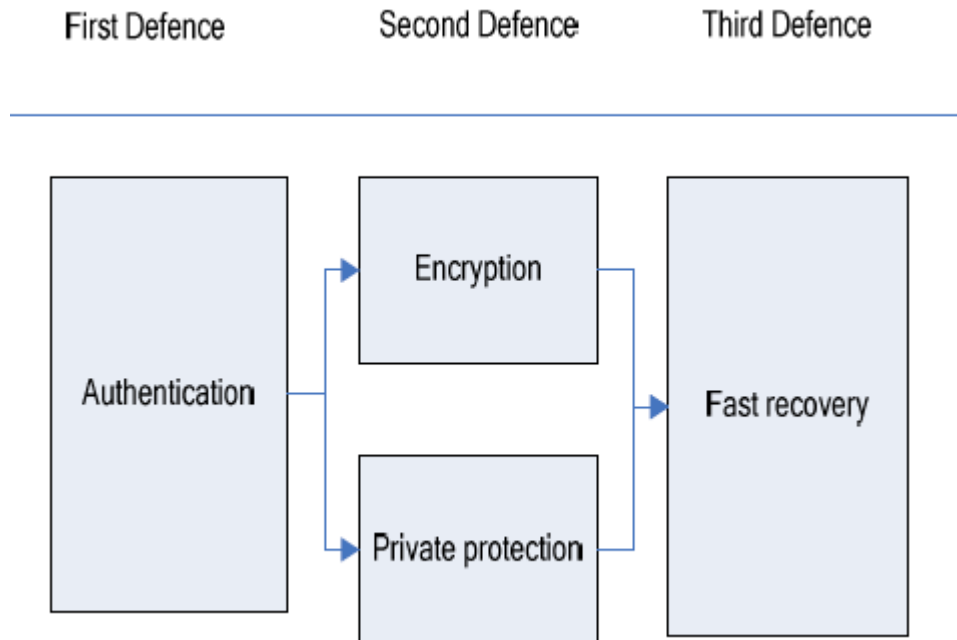 First Defence
Second Defence
Third Defence
Authentication
Encryption
Private protection
Fast recovery